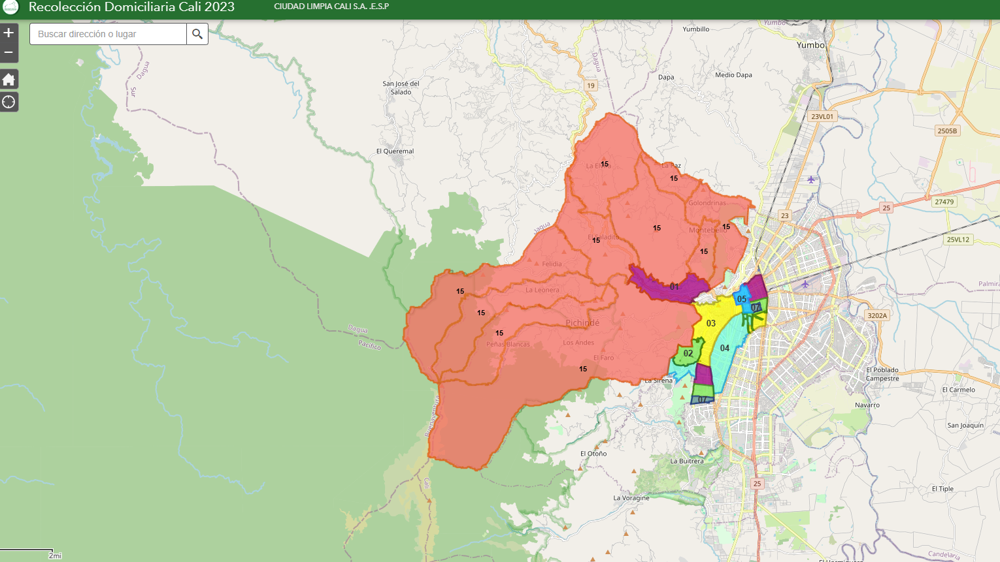 Recolección Domiciliaria Cali 2023
CIUDAD LIMPIA CALI S.A. .E.S.P
+
Buscar dirección o lugar
−
Yumbo
Yumbillo
Yumbo
Dagua
Dagua
Sur
Dapa
Medio Dapa
San José del
Salado
19
23VL01
2505B
El Queremal
15
La Paz
15
Golondrinas
27479
25
23
15
Montebello
15
El Saladito
15
25VL12
15
Felidia
01
Palmira
La Leonera
15
05
07
15
3202A
Pichindé
03
15
Peñas Blancas
Los Andes
Dagua
Pacífico
04
02
El Faro
15
El Poblado
Campestre
La Sirena
El Carmelo
07
Navarro
Buenaventura
San Joaquín
El Otoño
La Buitrera
Cali
25
El Tiple
La Voragine
2mi
Candelaria
El Hormiguero